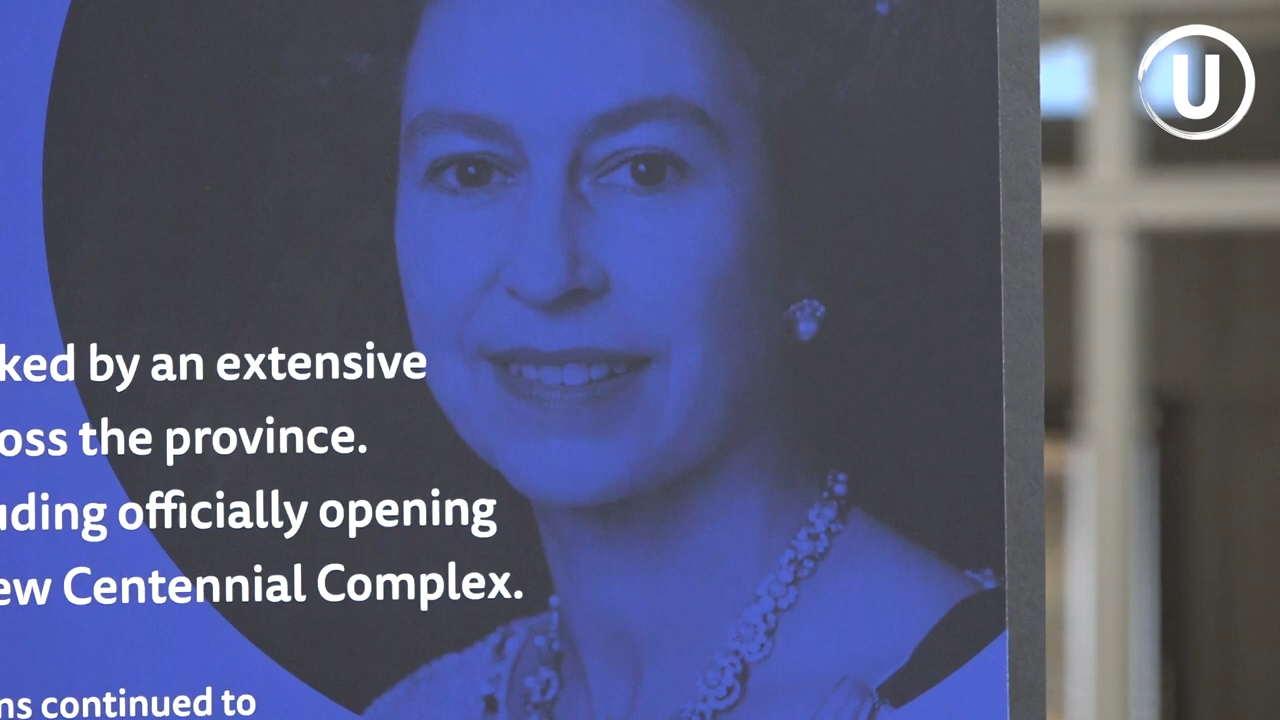 U
ked by an extensive
oss the province.
uding officially opening
ew Centennial Complex.
ns continued to